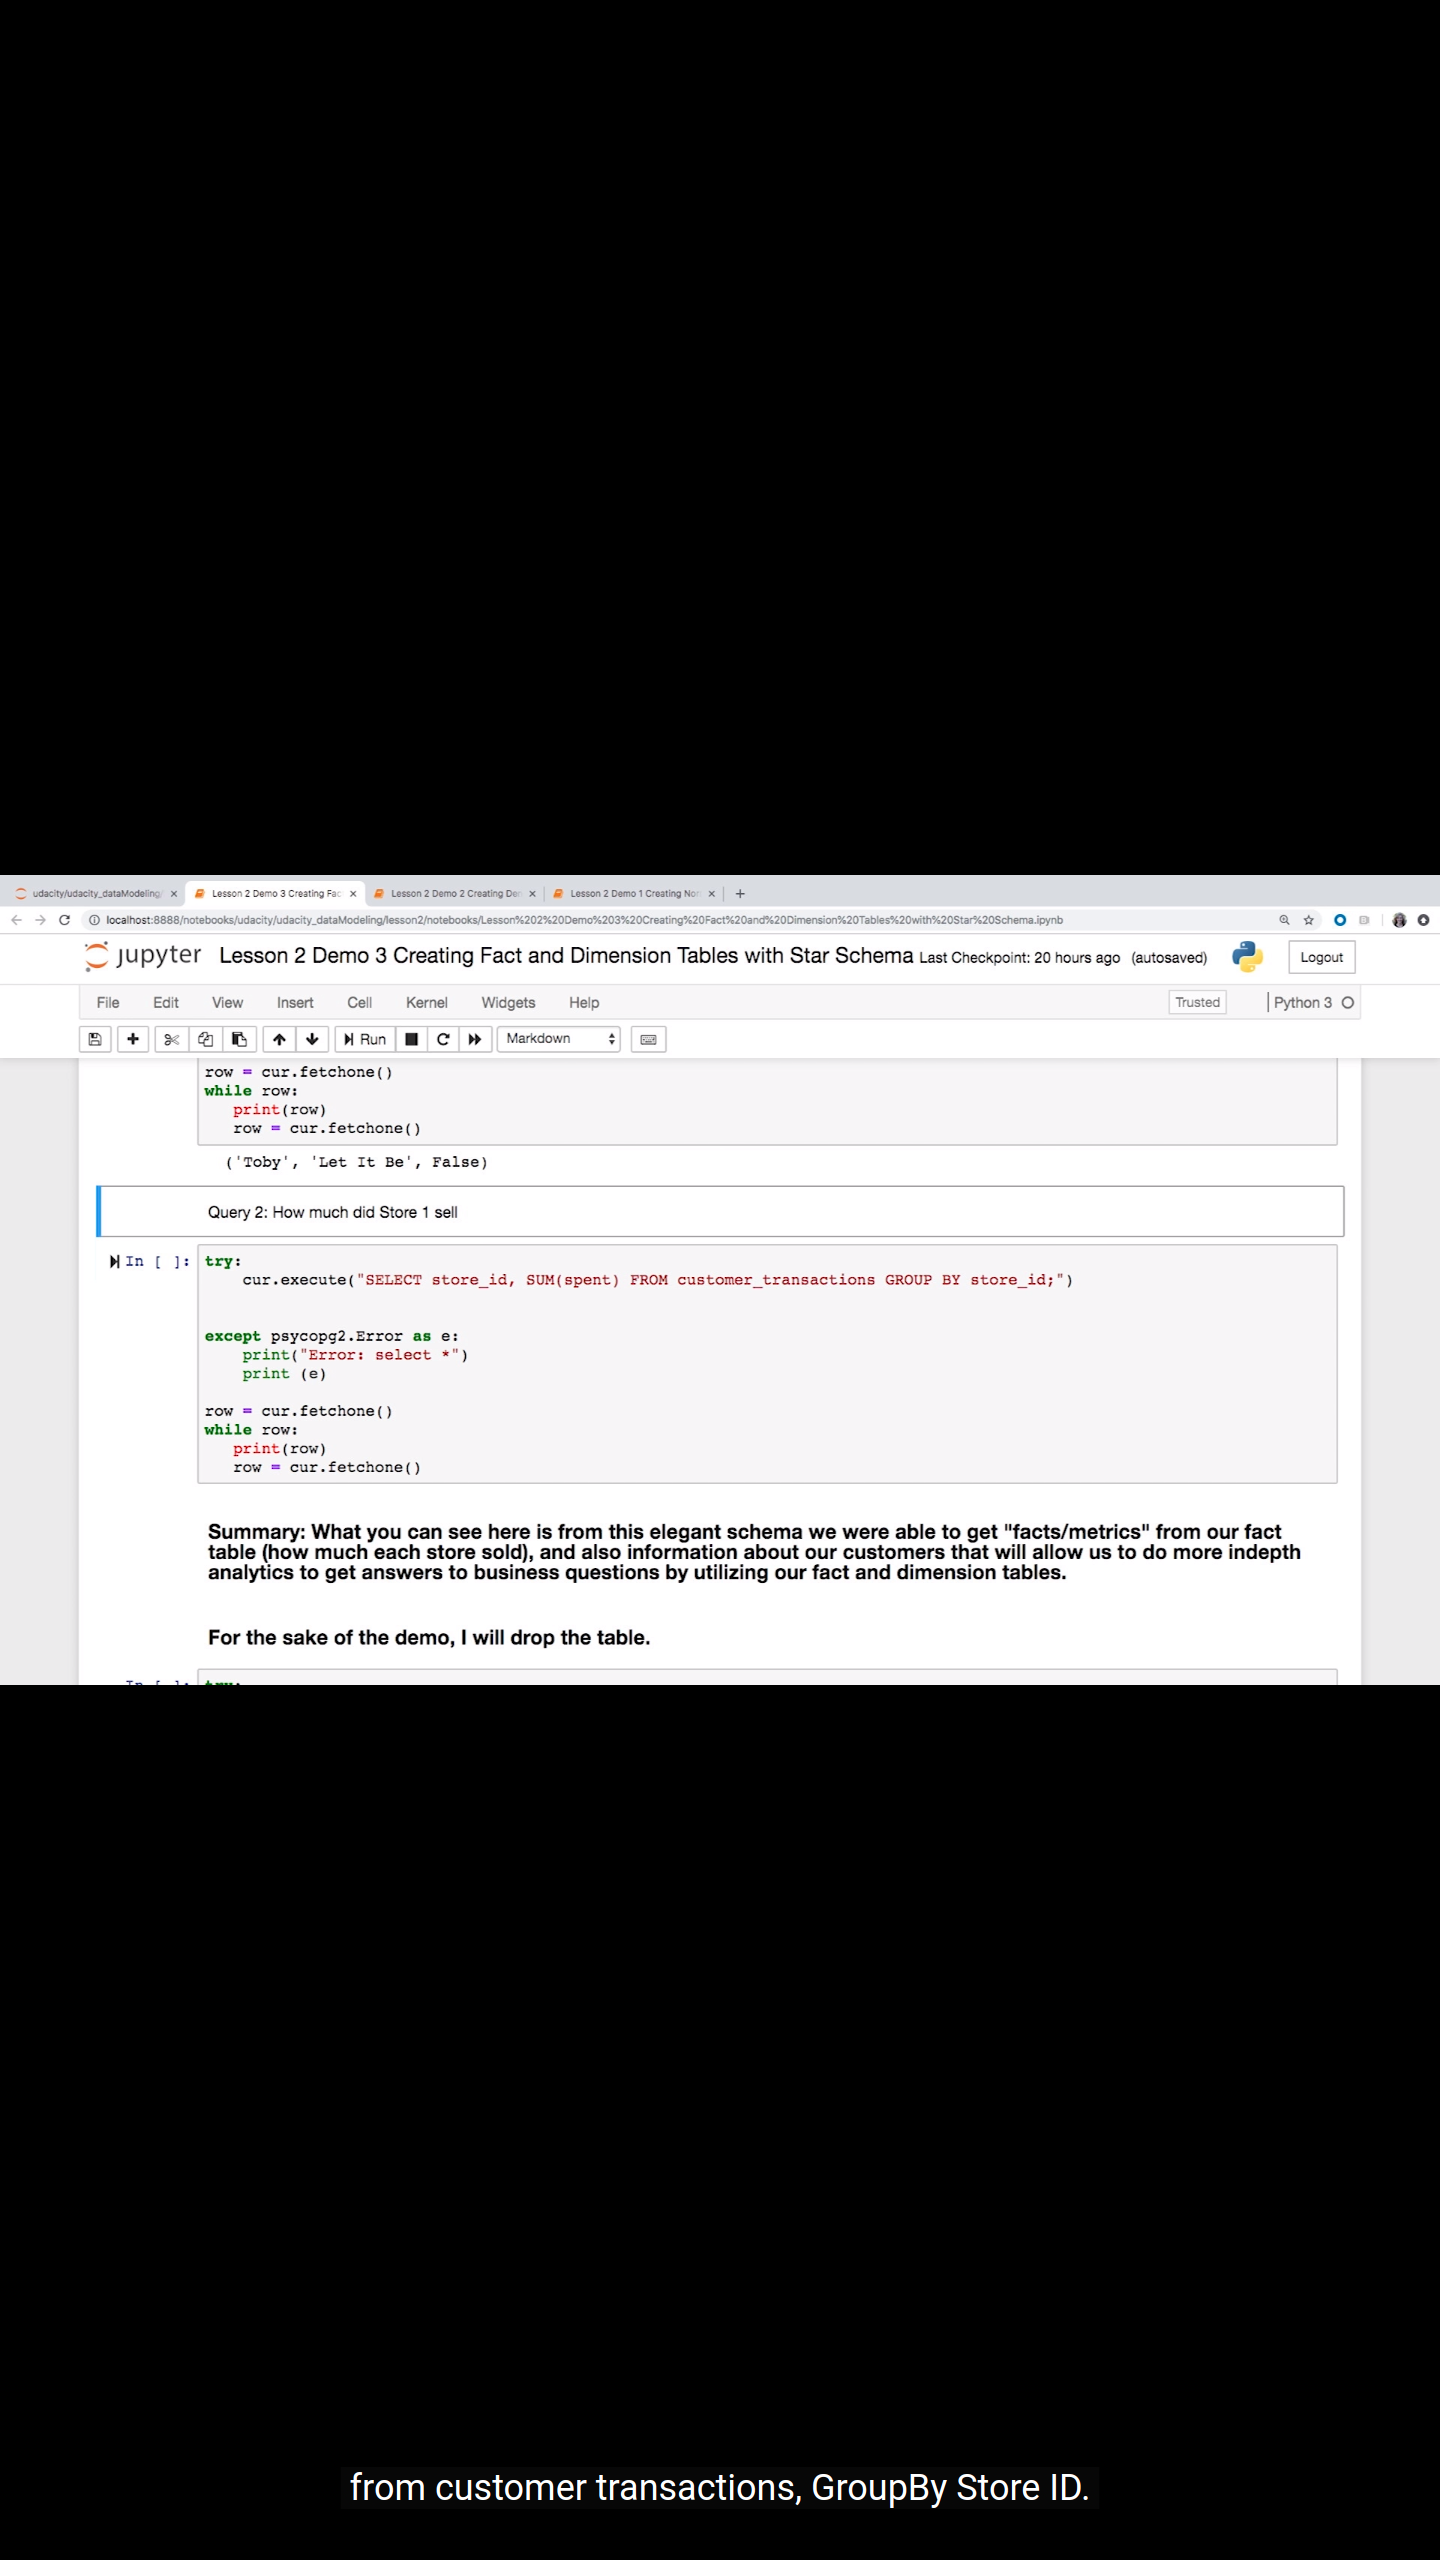 udacity/udacity_dataModeling/
Lesson 2 Demo 3 Creating Fac
Lesson 2 Demo 2 Creating De
Lesson 2 Demo 1 Creating Nor
localhost:8888/notebooks/udacity/udacity_dataModeling/lesson2/notebooks/Lesson%202%20Demo%203%20Creating%20Fact%20and%20Dimension%20Tables%20with%20Star%20Schema.ipynb
jupyter Lesson 2 Demo 3 Creating Fact and Dimension Tables with Star Schema Last Checkpoint: 20 hours ago (autosaved) Logout
File Edit View Insert Cell Kernel Widgets Help Trusted Python 3
Run Markdown
row = cur.fetchone()
while row:
print(row)
row = cur.fetchone()
('Toby', 'Let It Be', False)
Query 2: How much did Store 1 sell
In [ ]: try:
cur.execute("SELECT store_id, SUM(spent) FROM customer_transactions GROUP BY store_id;")
except psycopg2.Error as e:
print("Error: select *")
print (e)
row = cur.fetchone()
while row:
print(row)
row = cur.fetchone()
Summary: What you can see here is from this elegant schema we were able to get "facts/metrics" from our fact
table (how much each store sold), and also information about our customers that will allow us to do more indepth
analytics to get answers to business questions by utilizing our fact and dimension tables.
For the sake of the demo, I will drop the table.
In [ ]: try:
from customer transactions, GroupBy Store ID.